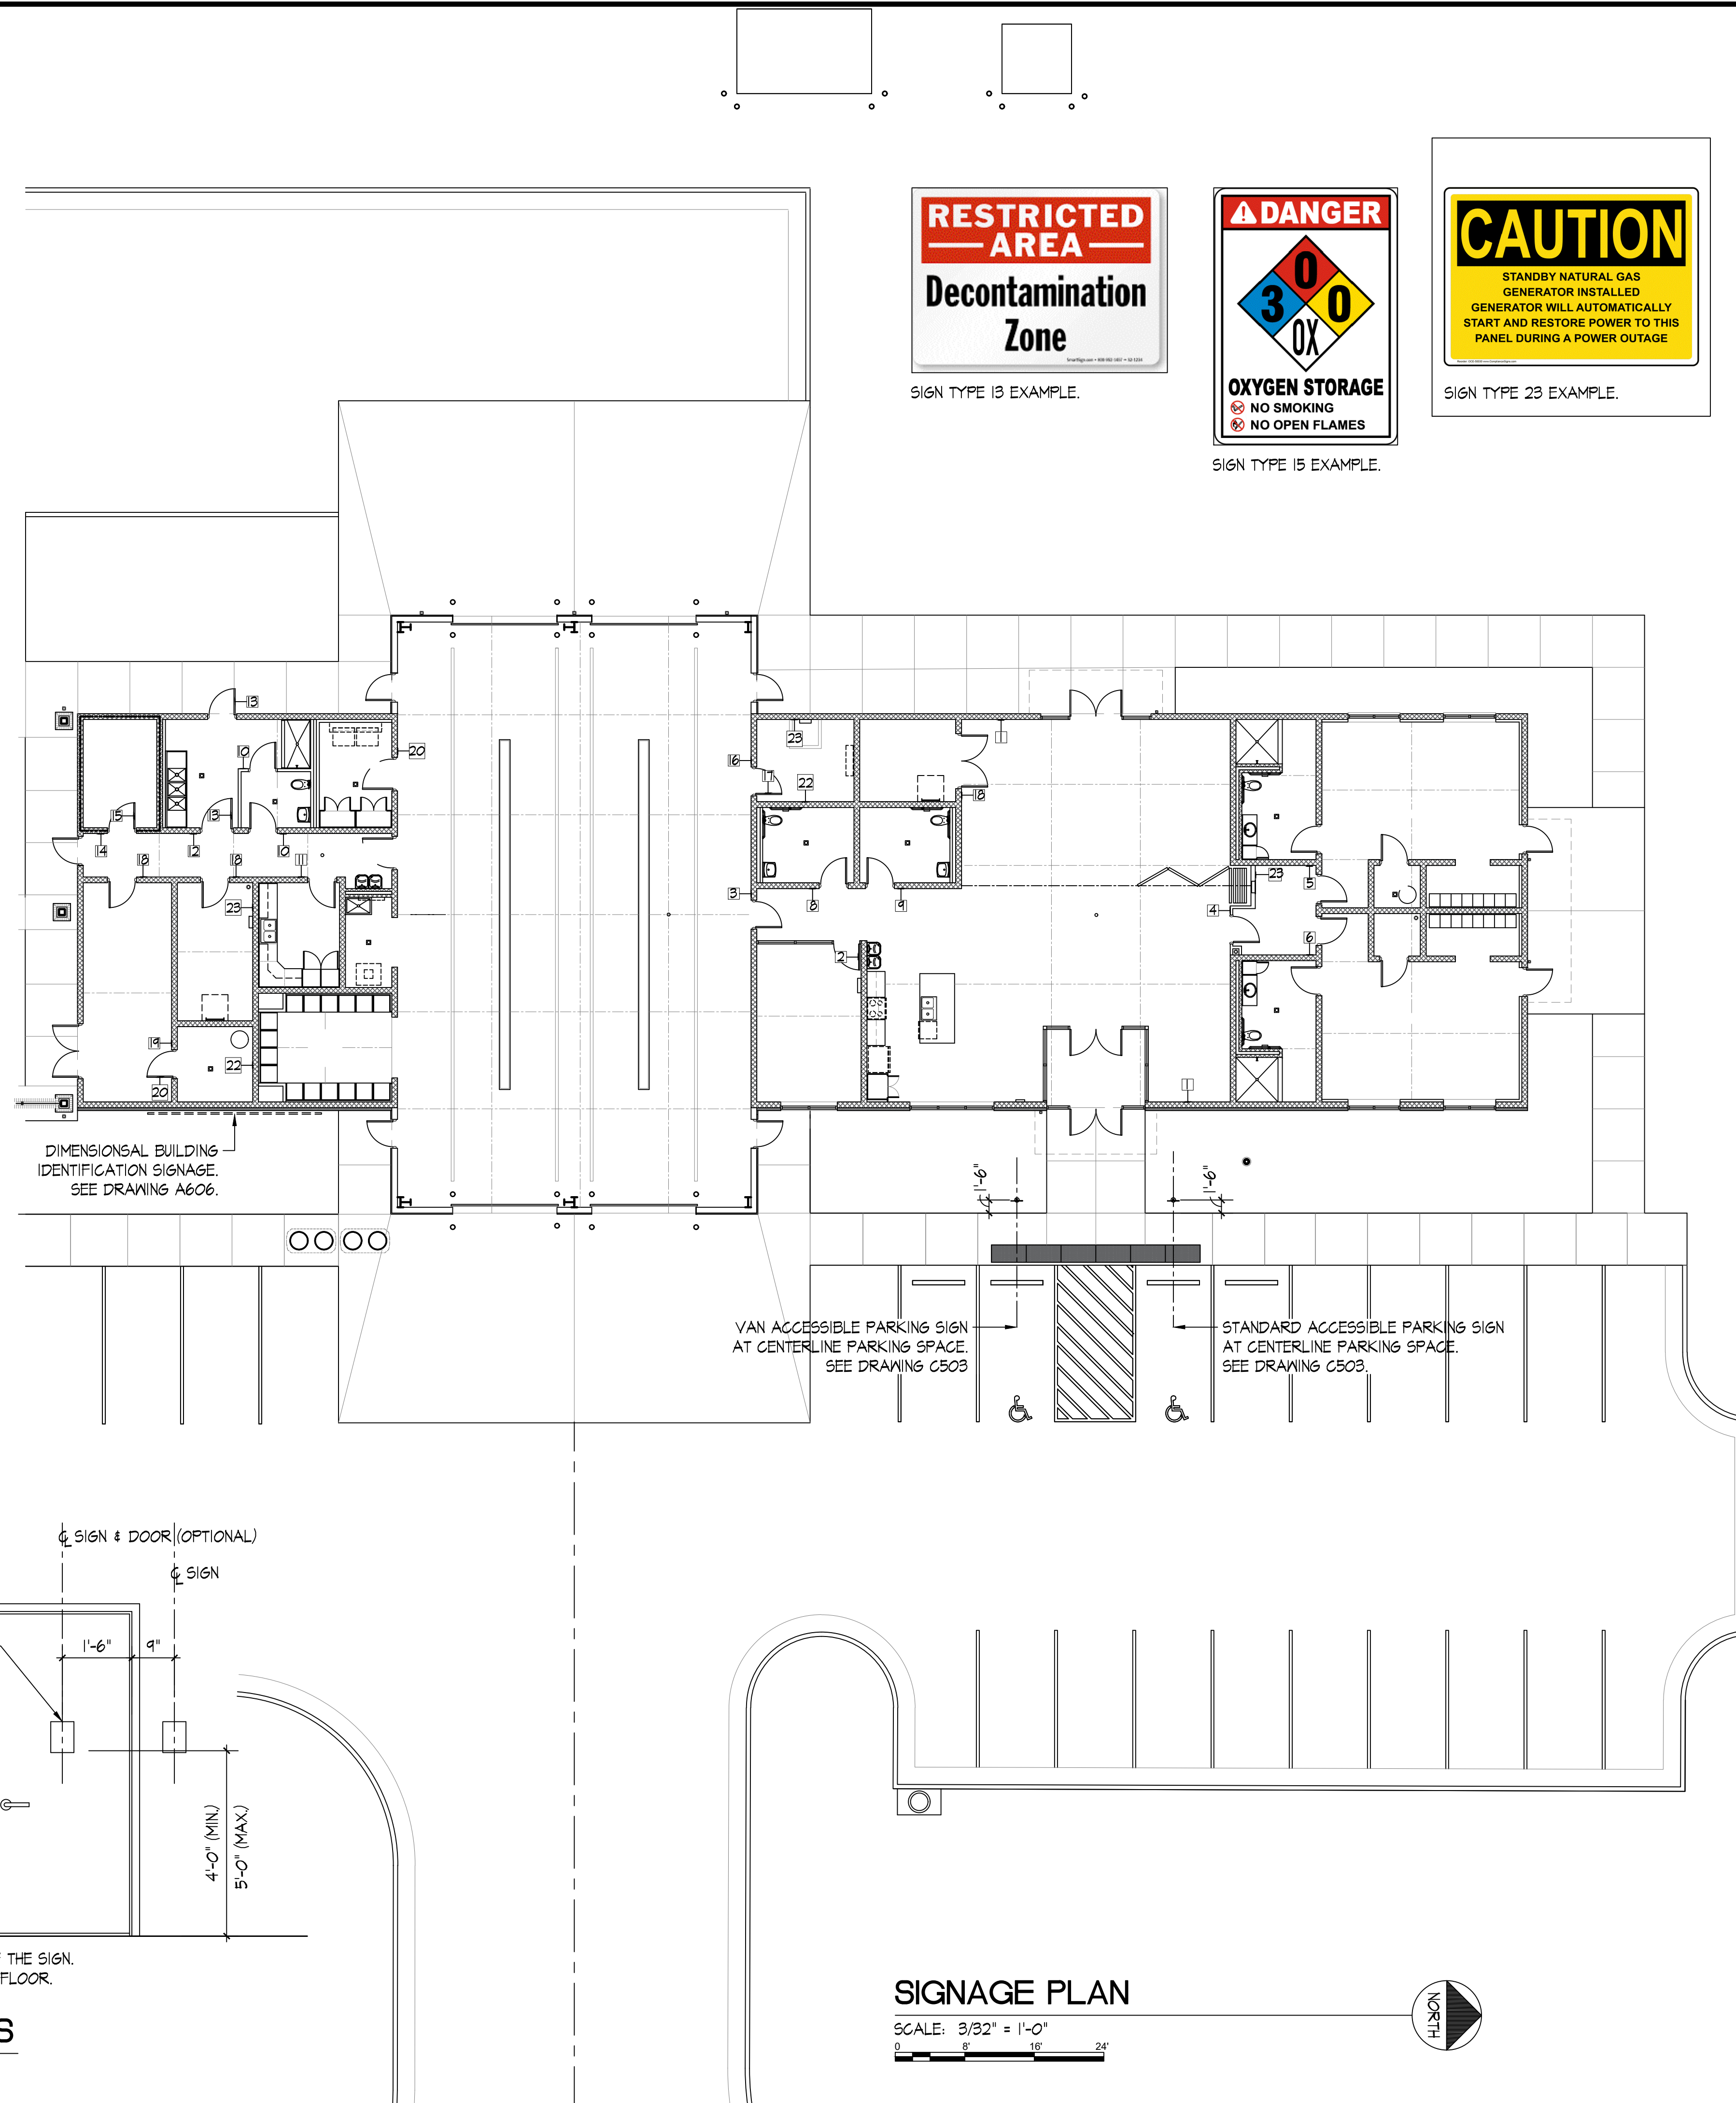 RESTRICTED
AREA
Decontamination
Zone
SIGN TYPE 13 EXAMPLE.
DANGER
0
3
0
OX
OXYGEN STORAGE
NO SMOKING
NO OPEN FLAMES
SIGN TYPE 15 EXAMPLE.
CAUTION
STANDBY NATURAL GAS
GENERATOR INSTALLED
GENERATOR WILL AUTOMATICALLY
START AND RESTORE POWER TO THIS
PANEL DURING A POWER OUTAGE
SIGN TYPE 23 EXAMPLE.
13
10
20
15
13
14
12
10
11
18
18
23
19
22
20
23
1
16
17
22
18
3
8
9
23
5
4
6
2
1
DIMENSIONSAL BUILDING
IDENTIFICATION SIGNAGE.
SEE DRAWING A606.
1'-6"
1'-6"
VAN ACCESSIBLE PARKING SIGN
AT CENTERLINE PARKING SPACE.
SEE DRAWING C503
STANDARD ACCESSIBLE PARKING SIGN
AT CENTERLINE PARKING SPACE.
SEE DRAWING C503.
℄ SIGN & DOOR (OPTIONAL)
℄ SIGN
1'-6"
9"
4'-0" (MIN.)
5'-0" (MAX.)
THE SIGN.
FLOOR.
S
SIGNAGE PLAN
SCALE: 3/32" = 1'-0"
0 8' 16' 24'
NORTH